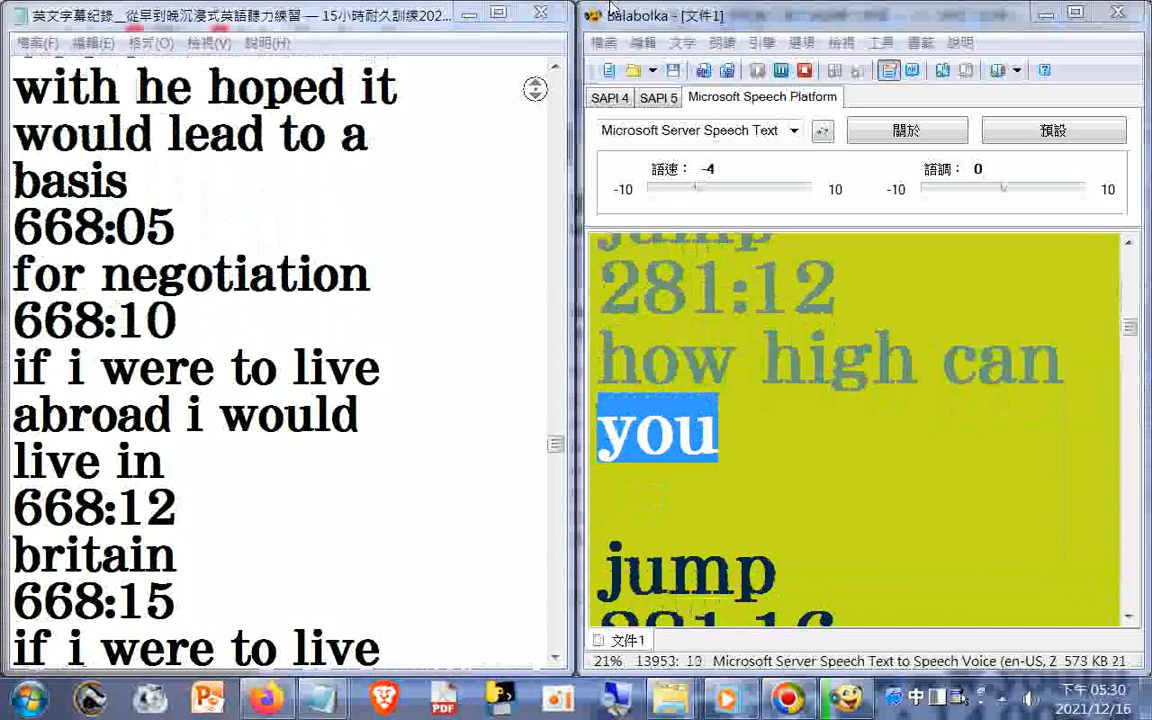 英文字幕紀錄__從早到晚沉浸式英語聽力練習 — 15小時耐久訓練202...
檔案(F) 編輯(E) 格式(O) 檢視(V) 說明(H)
with he hoped it
would lead to a
basis
668:05
for negotiation
668:10
if i were to live
abroad i would
live in
668:12
britain
668:15
if i were to live
Balabolka - [文件1]
檔案 編輯 文字 朗讀 引擎 選項 檢視 工具 書籤 說明
SAPI 4 SAPI 5 Microsoft Speech Platform
Microsoft Server Speech Text
關於
預設
語速： -4
語調： 0
-10 10 -10 10
jump
281:12
how high can
you
jump
281:16
文件1
21% 13953: 10 Microsoft Server Speech Text to Speech Voice (en-US, Z 573 KB 21
PDF
中
下午 05:30
2021/12/16